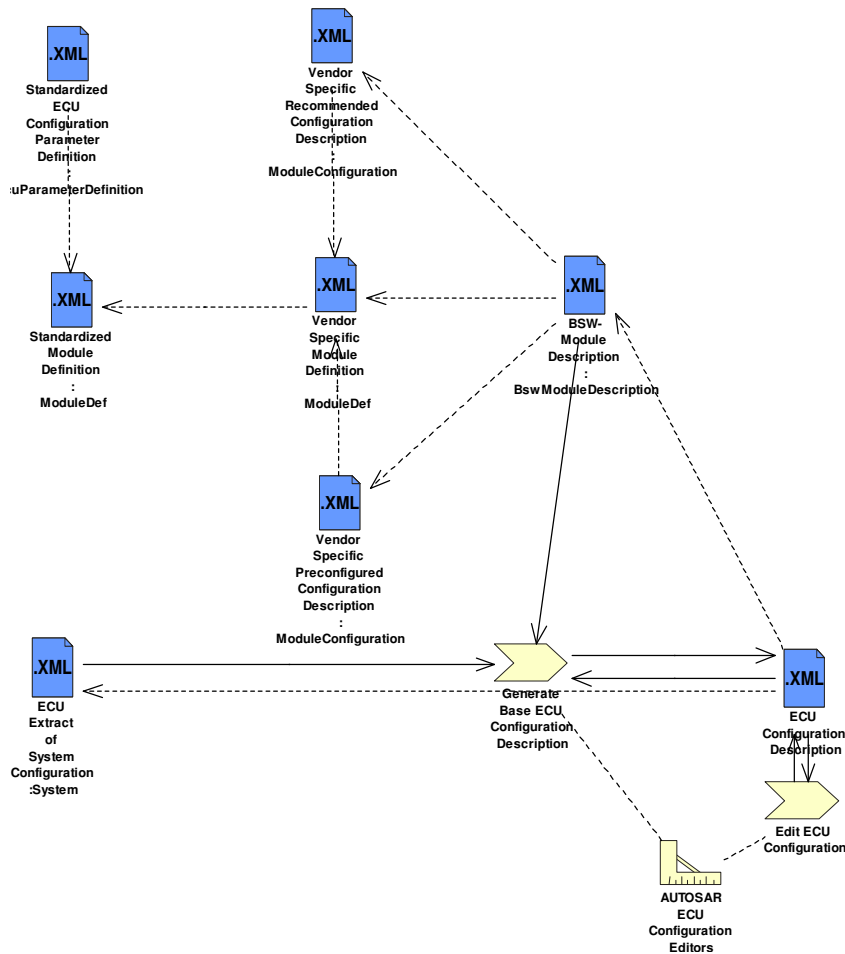 .XML
Standardized
ECU
Configuration
Parameter
Definition
:
uParameterDefinition
.XML
Vendor
Specific
Recommended
Configuration
Description
:
ModuleConfiguration
.XML
Standardized
Module
Definition
:
ModuleDef
.XML
Vendor
Specific
Module
Definition
:
ModuleDef
.XML
BSW-
Module
Description
:
BswModuleDescription
.XML
Vendor
Specific
Preconfigured
Configuration
Description
:
ModuleConfiguration
.XML
ECU
Extract
of
System
Configuration
:System
Generate
Base ECU
Configuration
Description
.XML
ECU
Configuration
Description
Edit ECU
Configuration
AUTOSAR
ECU
Configuration
Editors